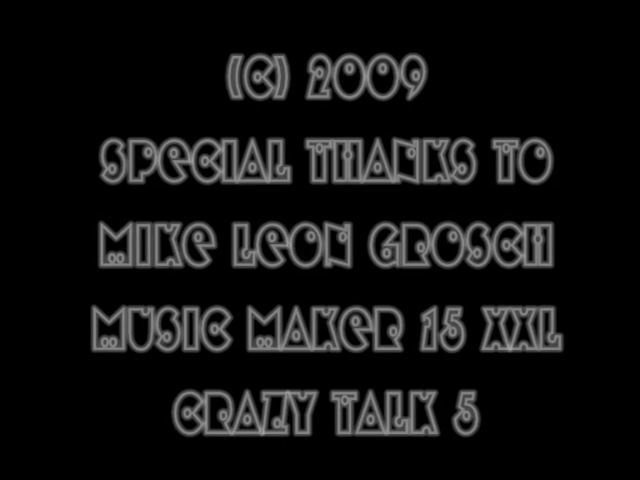 (C) 2009
SPECIAL THANKS TO
MIKE LEON GROSCH
MUSIC MAKER 15 XXL
CRAZY TALK 5